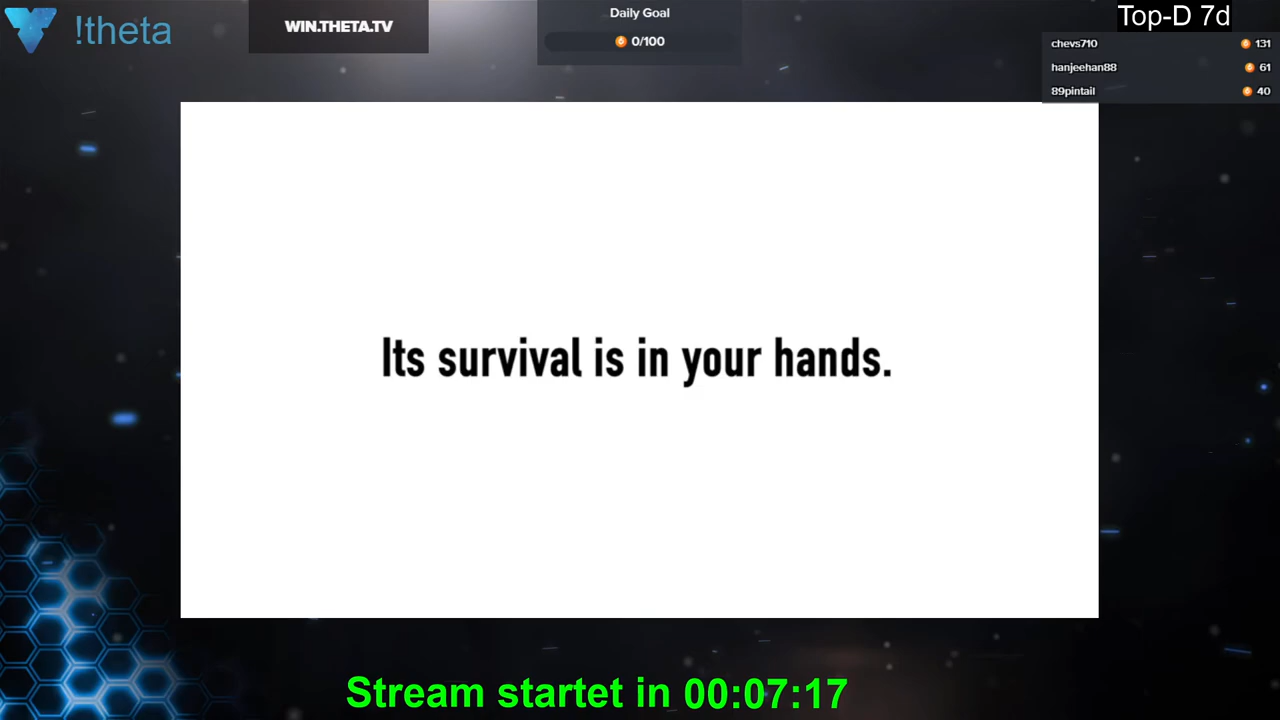 !theta
WIN.THETA.TV
Daily Goal
0/100
Top-D 7d
chevs710 131
hanjeehan88 61
89pintail 40
Its survival is in your hands.
Stream startet in 00:07:17